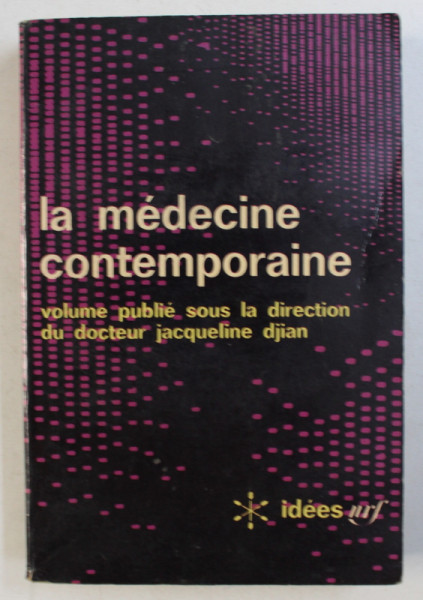 la médecine
contemporaine
volume publié sous la direction
du docteur jacqueline djian
idées nrf